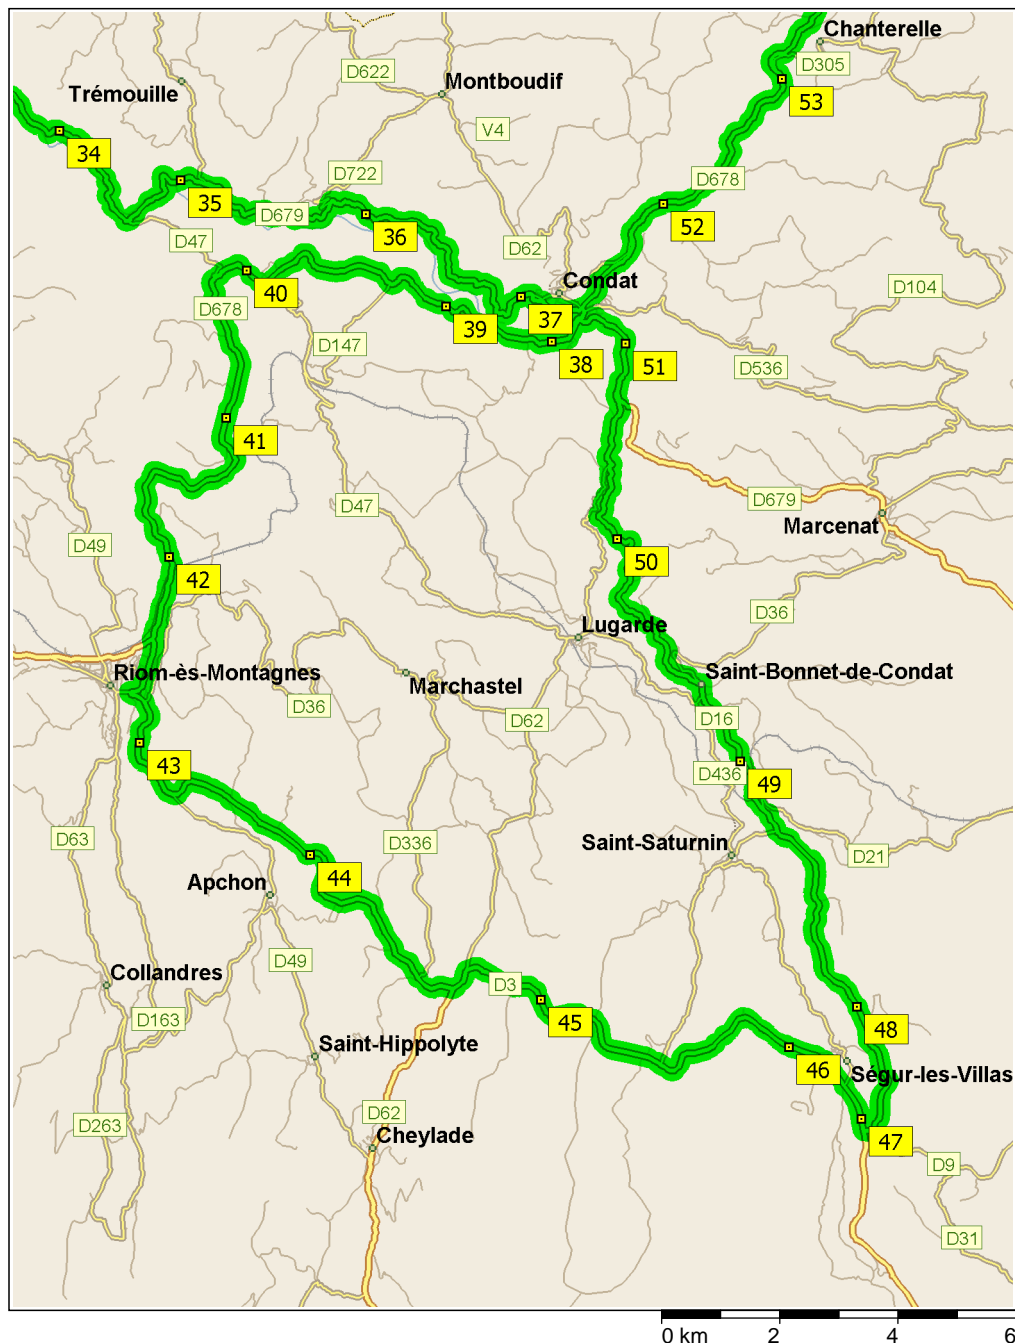 Chanterelle
D305
D622
Montboudif
Trémouille
53
V4
34
D722
D678
35
D679
52
36
D47
D62
40
Condat
D104
D678
39
37
D147
38
51
D536
41
D679
D47
Marcenat
D49
50
42
D36
Lugarde
Riom-ès-Montagnes
Saint-Bonnet-de-Condat
Marchastel
D36
D62
D16
43
D436
49
D63
D336
Saint-Saturnin
D21
44
Apchon
D49
Collandres
D3
D163
45
48
Saint-Hippolyte
46
Ségur-les-Villas
D263
D62
Cheylade
47
D9
D31
0 km 2 4 6